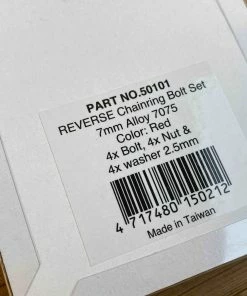 PART NO.50101
REVERSE Chainring Bolt Set
7mm Alloy 7075
Color: Red
4x Bolt, 4x Nut &
4x washer 2.5mm
4 717480 150212
Made in Taiwan